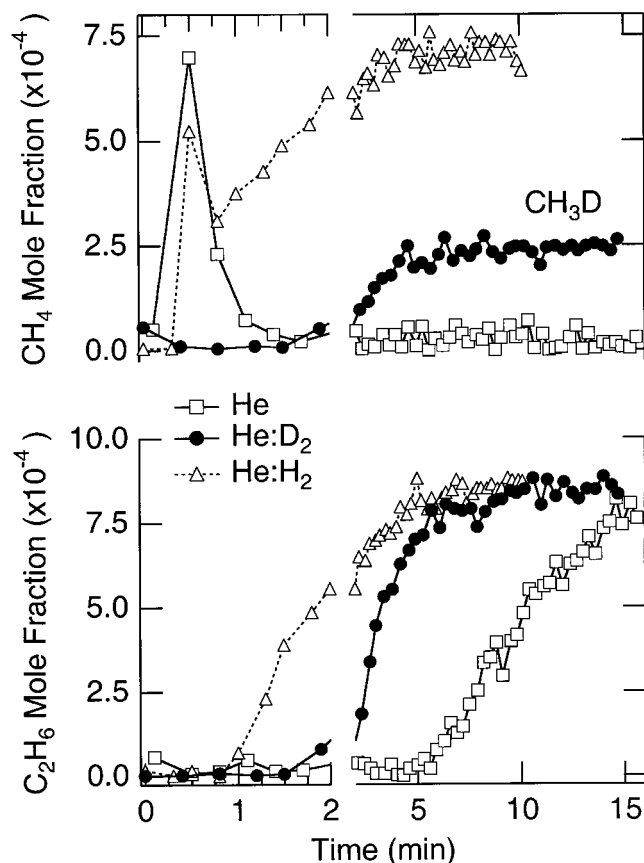 CH₄ Mole Fraction (x10⁻⁴)
7.5
5.0
2.5
0.0
CH₃D
C₂H₆ Mole Fraction (x10⁻⁴)
10.0
7.5
5.0
2.5
0.0
He
He:D₂
He:H₂
0
1
2
5
10
15
Time (min)